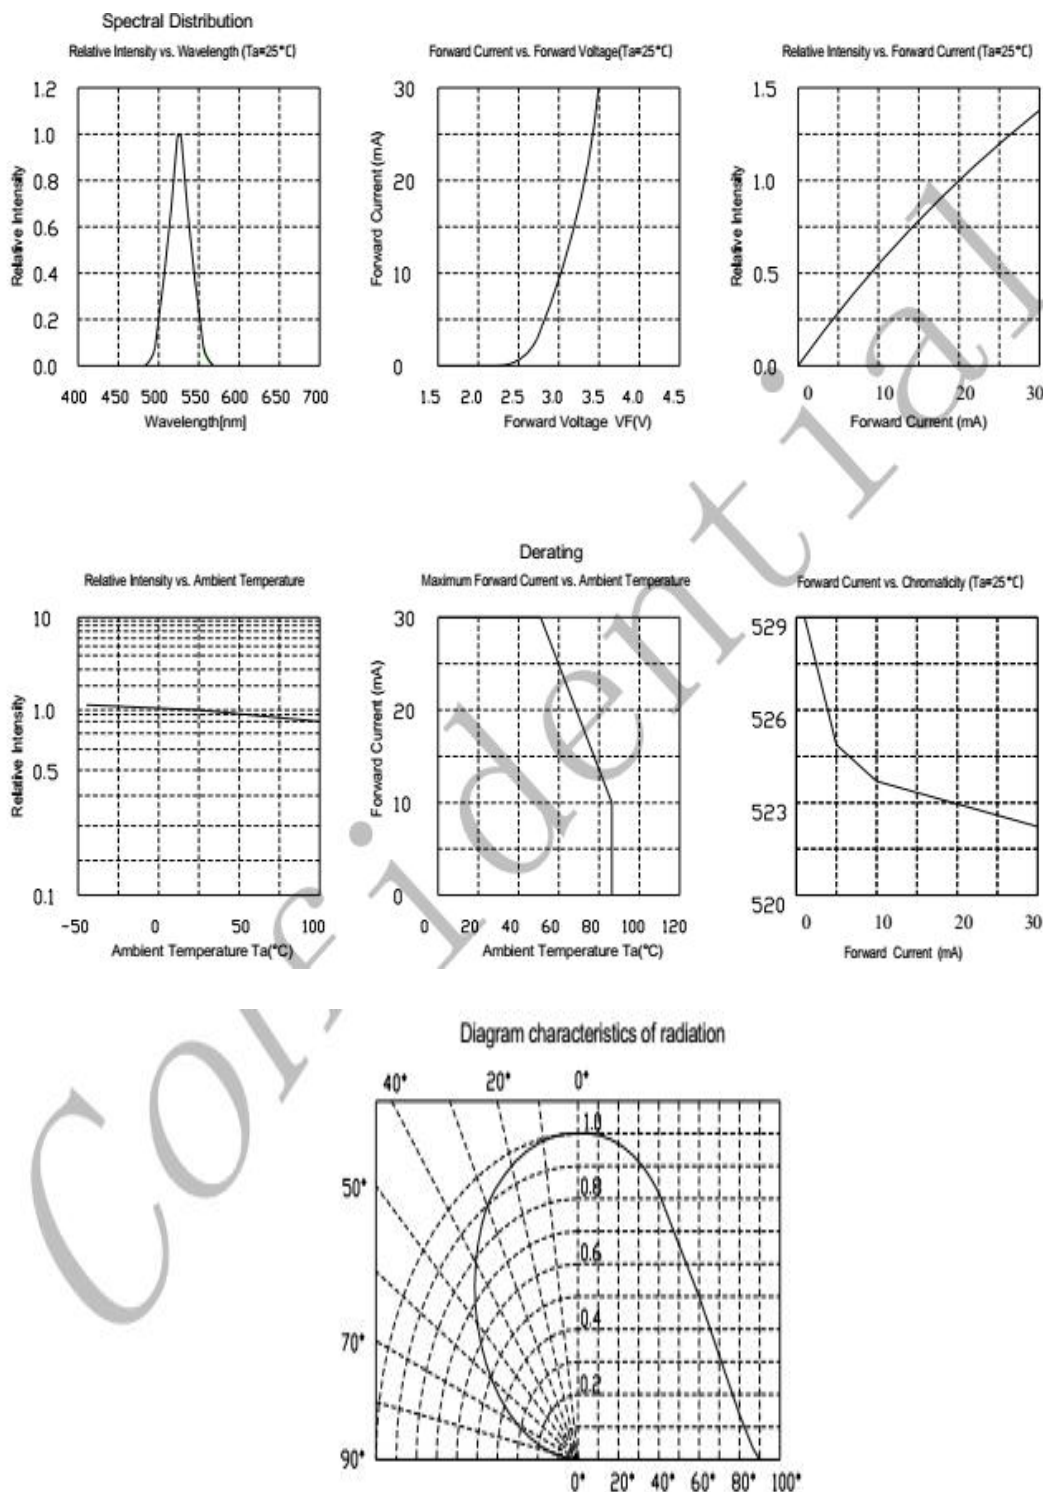 Spectral Distribution
Relative Intensity vs. Wavelength (Ta=25°C)
Forward Current vs. Forward Voltage(Ta=25°C)
Relative Intensity vs. Forward Current (Ta=25°C)
1.2
1.0
0.8
0.6
0.4
0.2
0.0
Relative Intensity
400 450 500 550 600 650 700
Wavelength[nm]
30
20
10
0
Forward Current (mA)
1.5 2.0 2.5 3.0 3.5 4.0 4.5
Forward Voltage VF(V)
1.5
1.0
0.5
0.0
Relative Intensity
0 10 20 30
Forward Current (mA)
Derating
Relative Intensity vs. Ambient Temperature
Maximum Forward Current vs. Ambient Temperature
Forward Current vs. Chromaticity (Ta=25°C)
10
1.0
0.5
0.1
Relative Intensity
-50 0 50 100
Ambient Temperature Ta(°C)
30
20
10
0
Forward Current (mA)
0 20 40 60 80 100 120
Ambient Temperature Ta(°C)
529
526
523
520
0 10 20 30
Forward Current (mA)
Diagram characteristics of radiation
40° 20° 0°
50°
70°
90°
1.0
0.8
0.6
0.4
0.2
0° 20° 40° 60° 80° 100°
Confidential